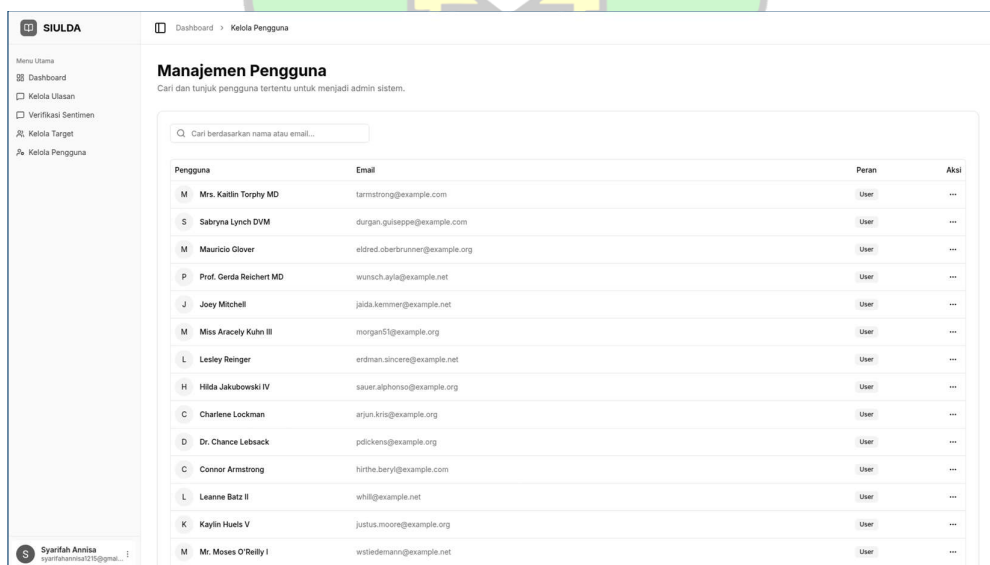 SIULDA
Dashboard > Kelola Pengguna
Menu Utama
Dashboard
Kelola Ulasan
Verifikasi Sentimen
Kelola Target
Kelola Pengguna
Manajemen Pengguna
Cari dan tunjuk pengguna tertentu untuk menjadi admin sistem.
Cari berdasarkan nama atau email...
Pengguna Email Peran Aksi
M Mrs. Kaitlin Torphy MD tarmstrong@example.com User ...
S Sabryna Lynch DVM durgan.guiseppe@example.com User ...
M Mauricio Glover eldred.oberbrunner@example.org User ...
P Prof. Gerda Reichert MD wunsch.ayla@example.net User ...
J Joey Mitchell jaida.kemmer@example.net User ...
M Miss Aracely Kuhn III morgan51@example.org User ...
L Lesley Reinger erdman.sincere@example.net User ...
H Hilda Jakubowski IV sauer.alphonso@example.org User ...
C Charlene Lockman arjun.kris@example.org User ...
D Dr. Chance Lebsack pdickens@example.org User ...
C Connor Armstrong hirthe.beryl@example.com User ...
L Leanne Batz II whill@example.net User ...
K Kaylin Huels V justus.moore@example.org User ...
M Mr. Moses O'Reilly I wstiedemann@example.net User ...
S Syarifah Annisa
syarifahannisa1215@gmai...